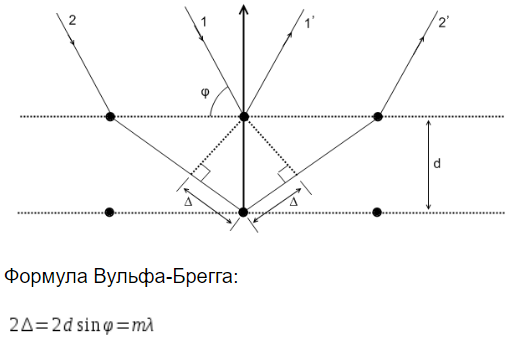 2 1 1' 2'
φ
d
Δ Δ
Формула Вульфа-Брегга:
2Δ=2d sin φ=mλ